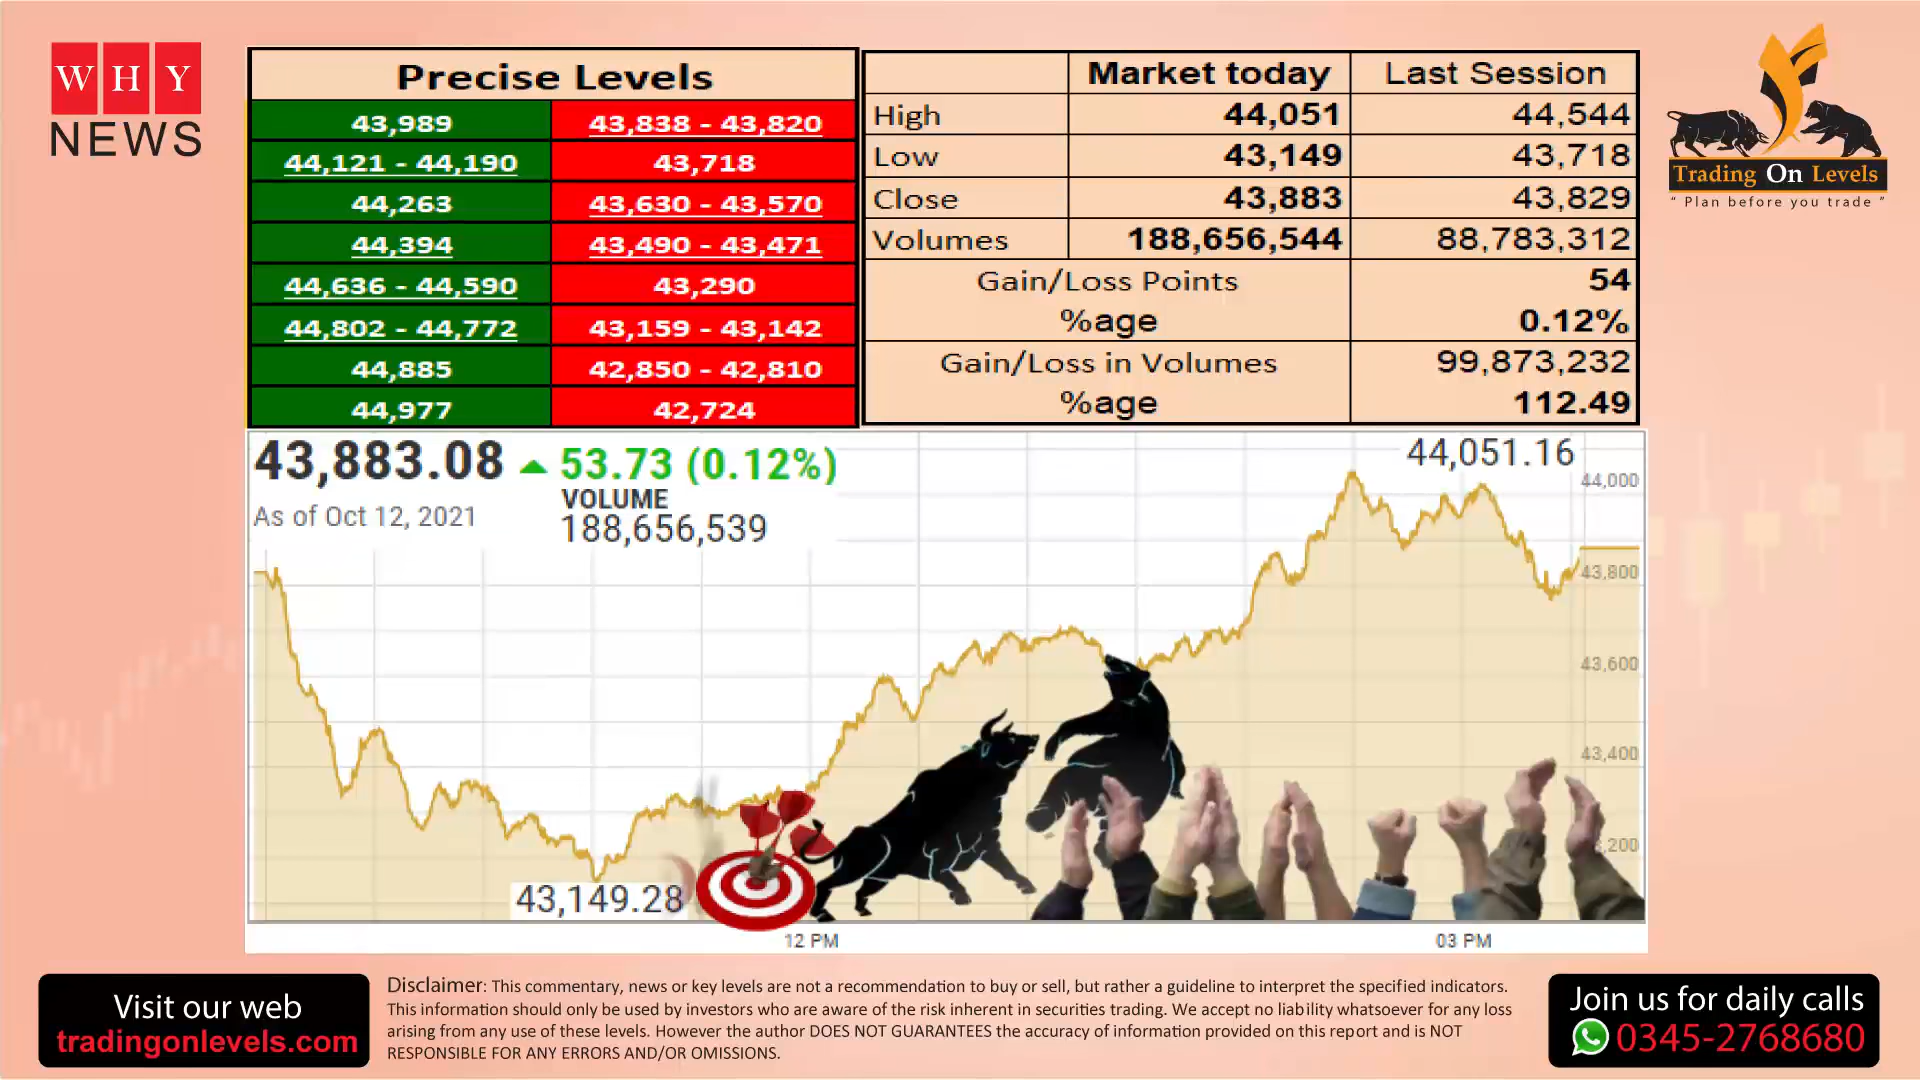 WHY
NEWS
Precise Levels
43,989 43,838 - 43,820
44,121 - 44,190 43,718
44,263 43,630 - 43,570
44,394 43,490 - 43,471
44,636 - 44,590 43,290
44,802 - 44,772 43,159 - 43,142
44,885 42,850 - 42,810
44,977 42,724
Market today Last Session
High 44,051 44,544
Low 43,149 43,718
Close 43,883 43,829
Volumes 188,656,544 88,783,312
Gain/Loss Points 54
%age 0.12%
Gain/Loss in Volumes 99,873,232
%age 112.49
Trading On Levels
“ Plan before you trade ”
43,883.08 ▲ 53.73 (0.12%)
As of Oct 12, 2021
VOLUME
188,656,539
44,051.16
44,000
43,800
43,600
43,400
,200
43,149.28
12 PM 03 PM
Visit our web
tradingonlevels.com
Disclaimer: This commentary, news or key levels are not a recommendation to buy or sell, but rather a guideline to interpret the specified indicators.
This information should only be used by investors who are aware of the risk inherent in securities trading. We accept no liability whatsoever for any loss
arising from any use of these levels. However the author DOES NOT GUARANTEES the accuracy of information provided on this report and is NOT
RESPONSIBLE FOR ANY ERRORS AND/OR OMISSIONS.
Join us for daily calls
0345-2768680